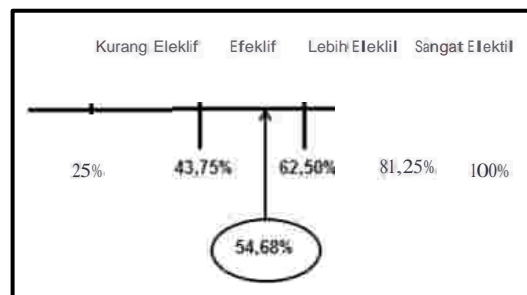 Kurang Eleklif Efeklif Lebih Eleklil Sangat Elektil
25% 43,75% 62,50% 81,25% 100%
54,68%